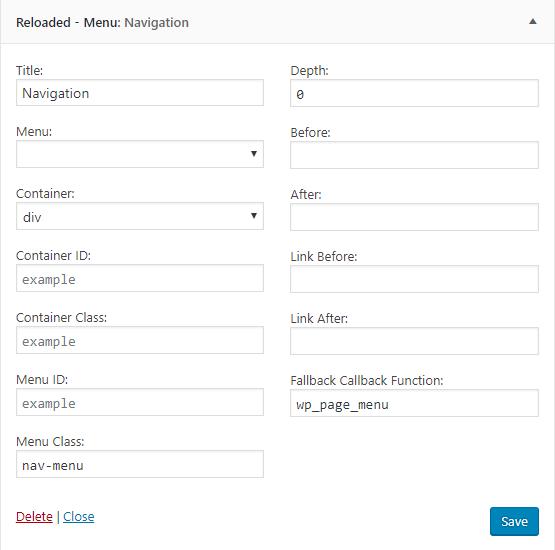 Reloaded - Menu: Navigation
Title:
Navigation
Menu:
Container:
div
Container ID:
example
Container Class:
example
Menu ID:
example
Menu Class:
nav-menu
Depth:
0
Before:
After:
Link Before:
Link After:
Fallback Callback Function:
wp_page_menu
Delete | Close
Save